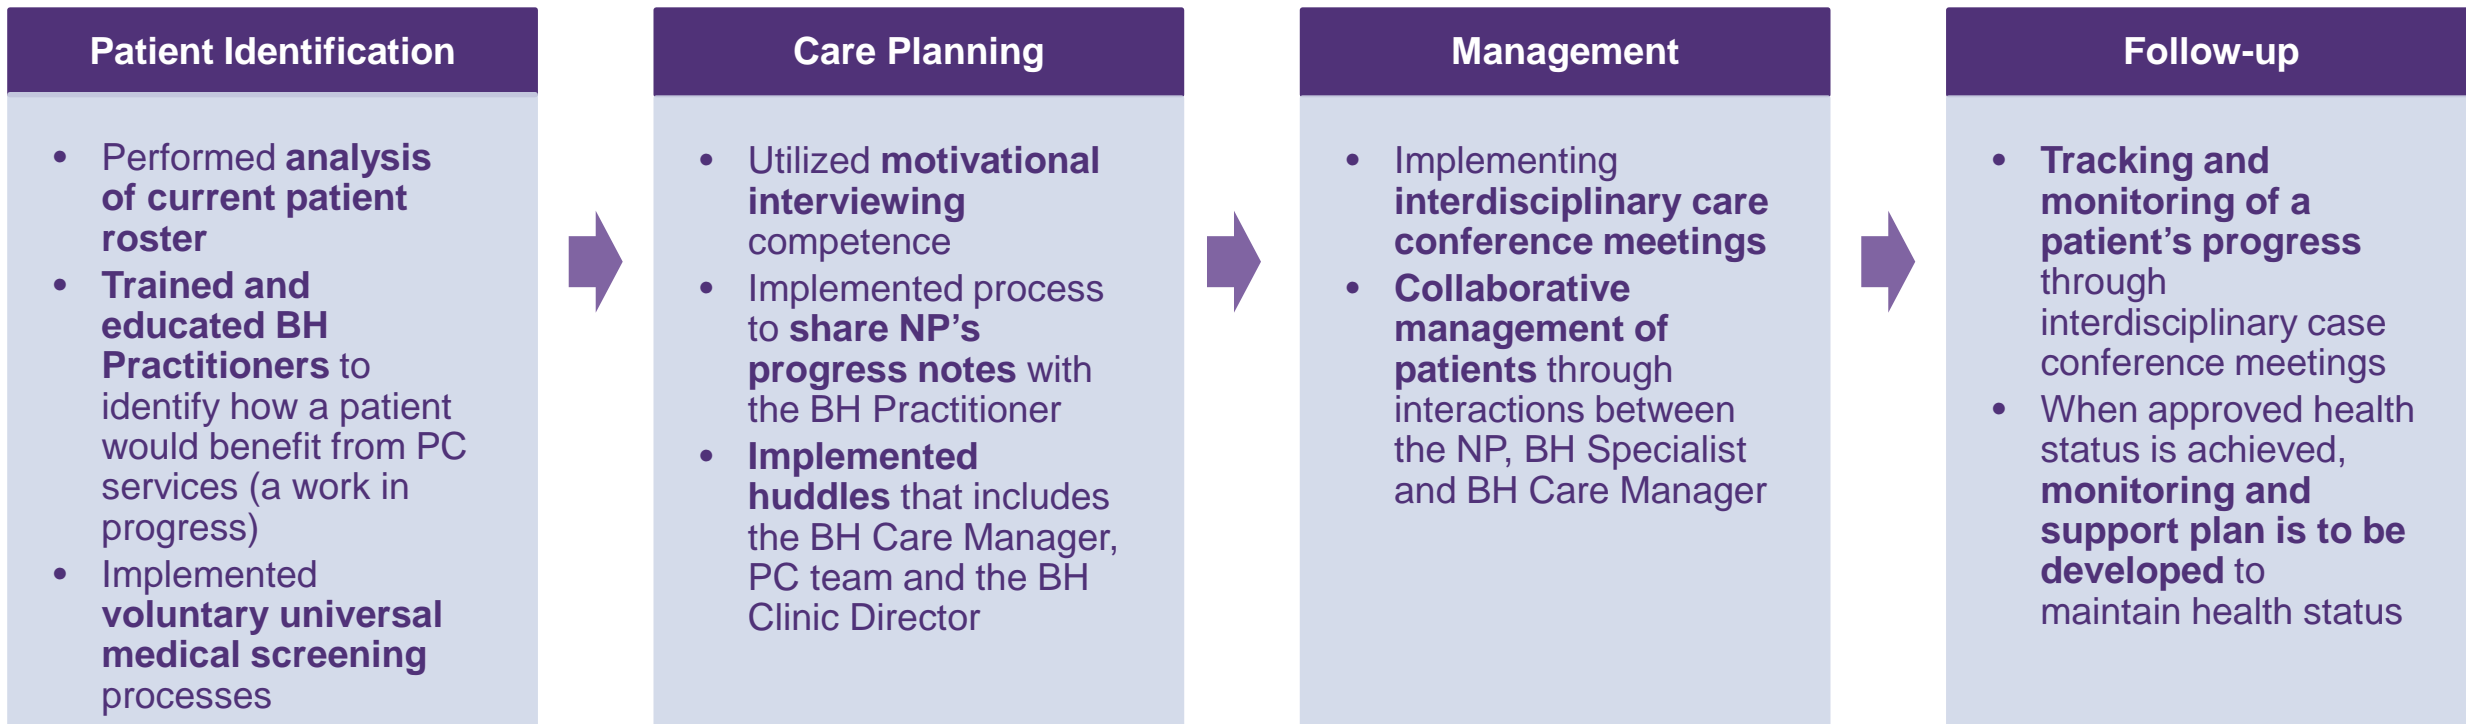 Patient Identification
• Performed analysis
of current patient
roster
• Trained and
educated BH
Practitioners to
identify how a patient
would benefit from PC
services (a work in
progress)
• Implemented
voluntary universal
medical screening
processes
Care Planning
• Utilized motivational
interviewing
competence
• Implemented process
to share NP’s
progress notes with
the BH Practitioner
• Implemented
huddles that includes
the BH Care Manager,
PC team and the BH
Clinic Director
Management
• Implementing
interdisciplinary care
conference meetings
• Collaborative
management of
patients through
interactions between
the NP, BH Specialist
and BH Care Manager
Follow-up
• Tracking and
monitoring of a
patient’s progress
through
interdisciplinary case
conference meetings
• When approved health
status is achieved,
monitoring and
support plan is to be
developed to
maintain health status